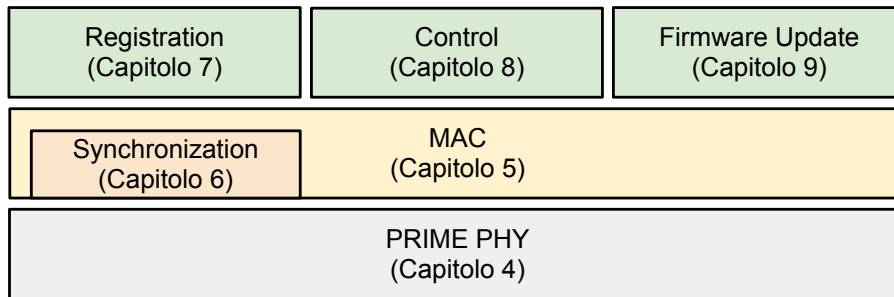 Registration
(Capitolo 7)
Control
(Capitolo 8)
Firmware Update
(Capitolo 9)
MAC
(Capitolo 5)
Synchronization
(Capitolo 6)
PRIME PHY
(Capitolo 4)